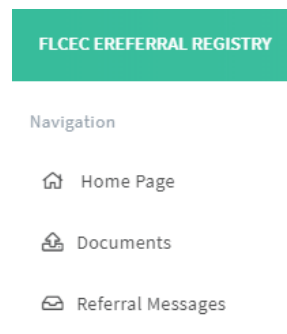 FLCEC EREFERRAL REGISTRY
Navigation
Home Page
Documents
Referral Messages